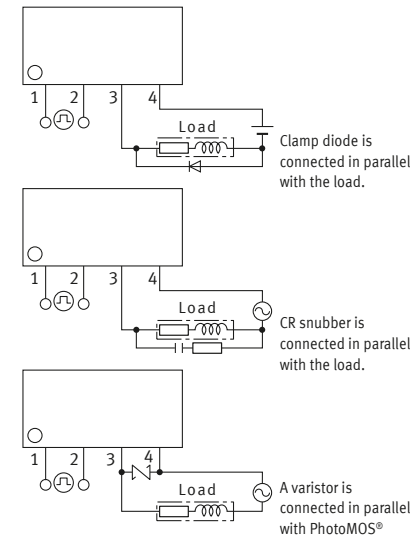 1 2 3 4
Load
Clamp diode is
connected in parallel
with the load.
1 2 3 4
Load
CR snubber is
connected in parallel
with the load.
1 2 3 4
Load
A varistor is
connected in parallel
with PhotoMOS®